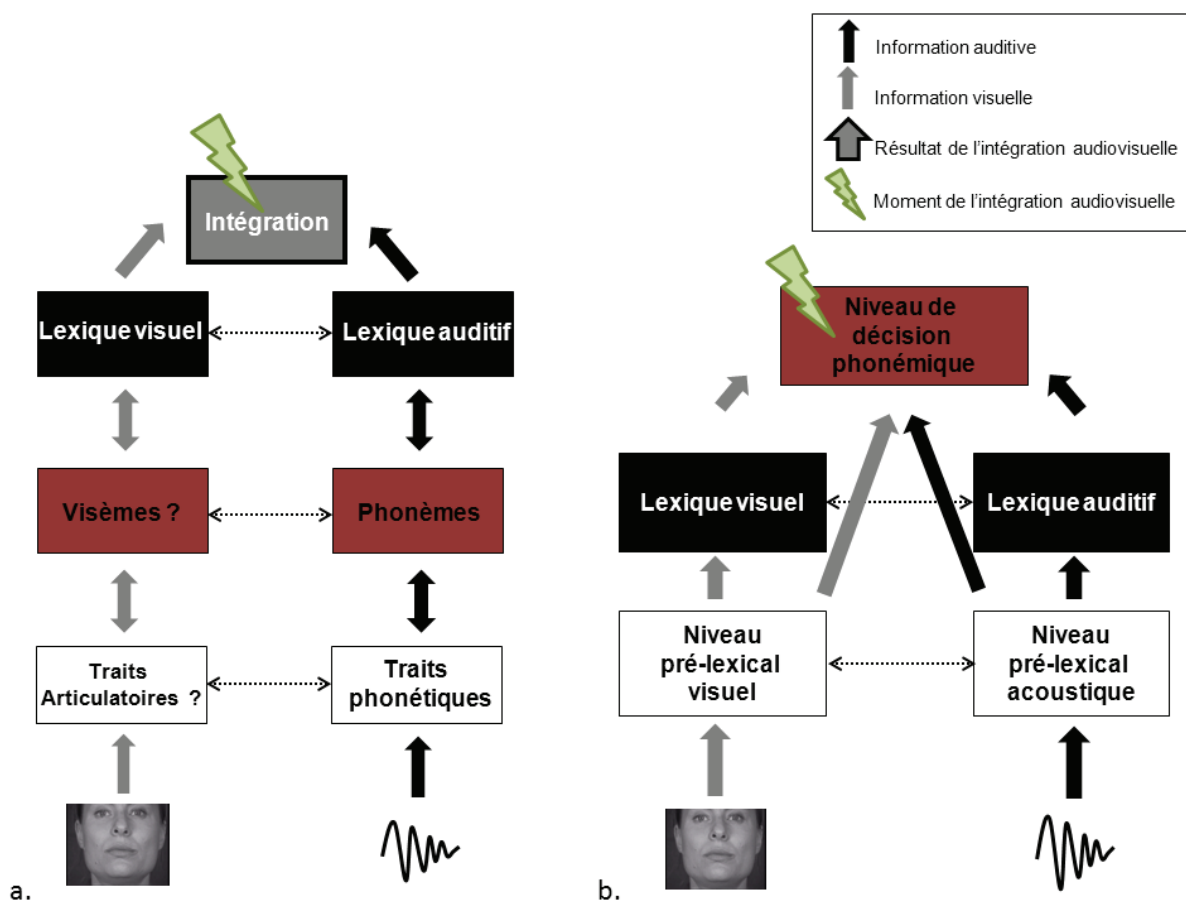 Information auditive
Information visuelle
Résultat de l'intégration audiovisuelle
Moment de l'intégration audiovisuelle
Intégration
Lexique visuel
Lexique auditif
Visèmes ?
Phonèmes
Traits
Articulatoires ?
Traits
phonétiques
a.
Niveau de
décision
phonémique
Lexique visuel
Lexique auditif
Niveau
pré-lexical
visuel
Niveau
pré-lexical
acoustique
b.